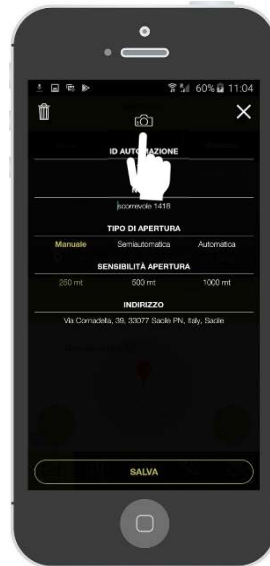 60% 11:04
ID AUTOMAZIONE
scorrevole 1418
TIPO DI APERTURA
Manuale Semiautomatica Automatica
SENSIBILITÀ APERTURA
250 mt 500 mt 1000 mt
INDIRIZZO
Via Cornadella, 39, 33077 Sacile PN, Italy, Sacile
SALVA